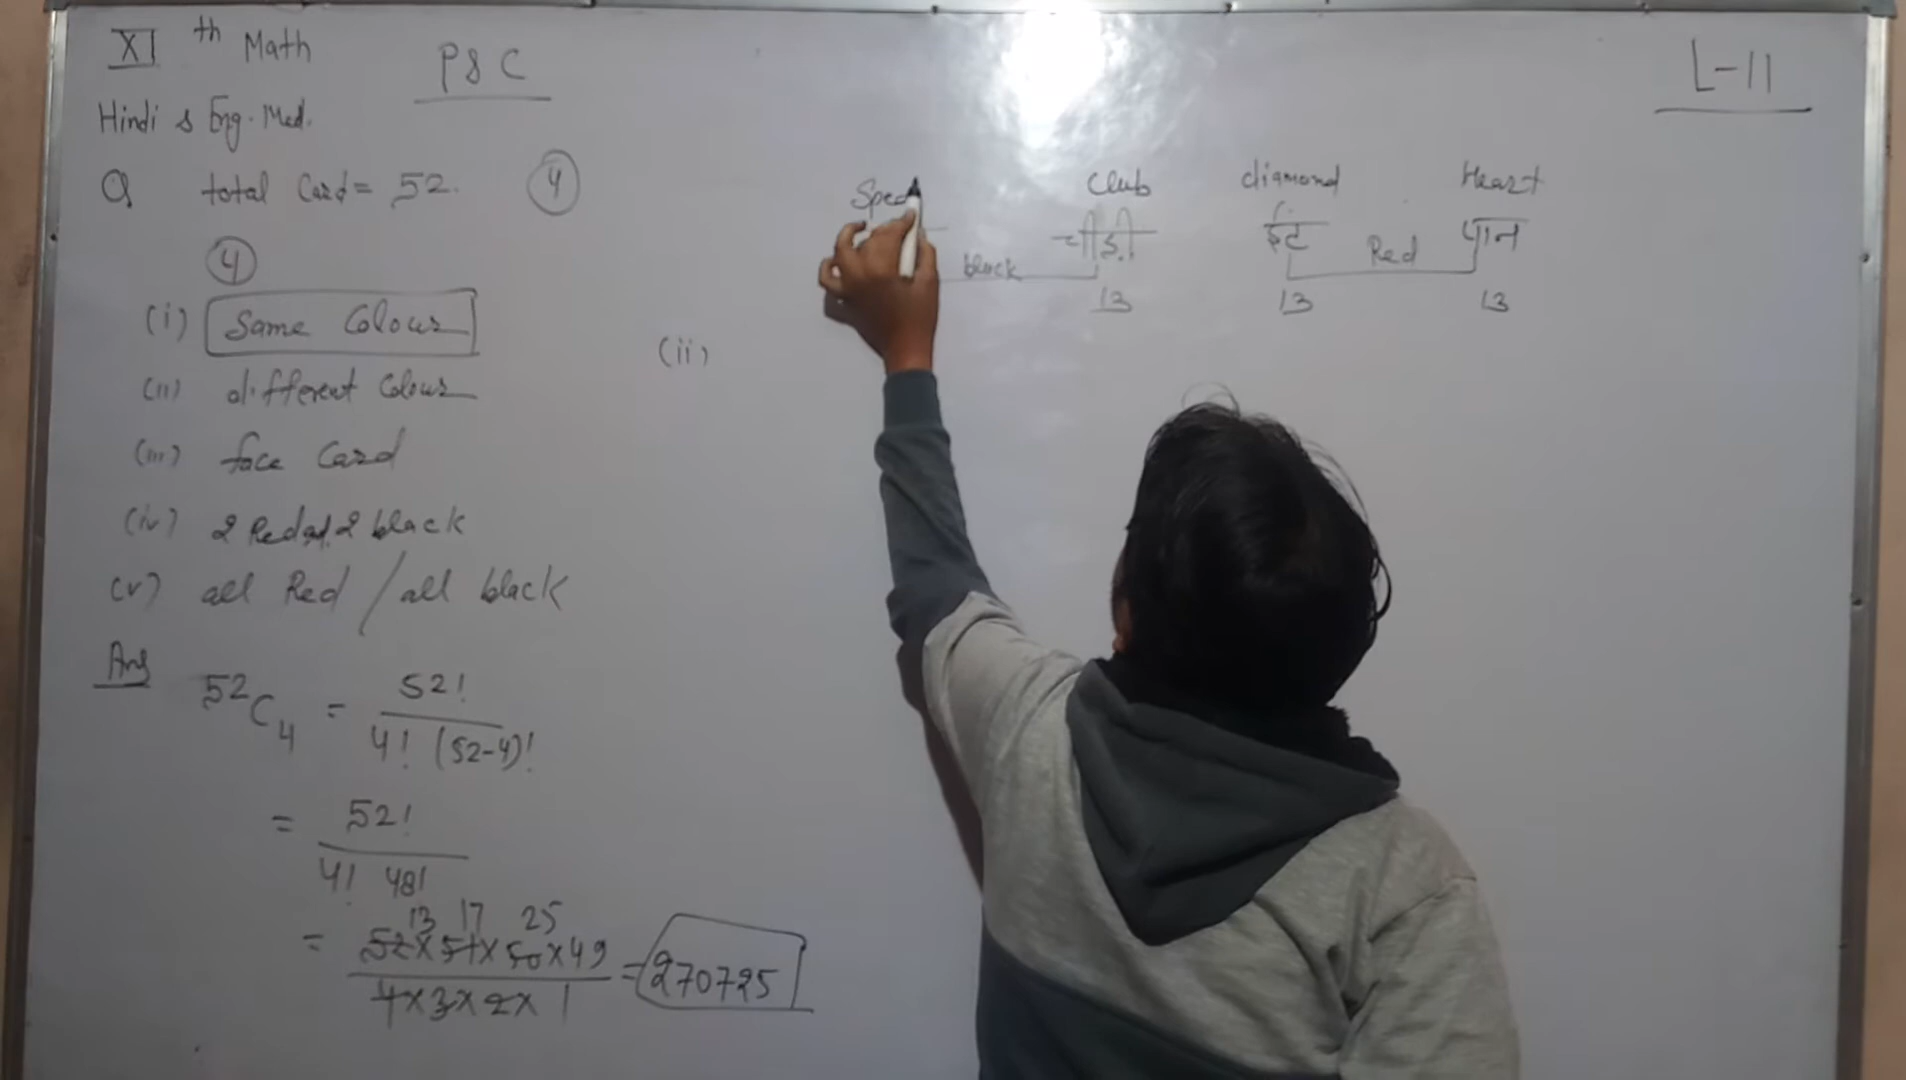 XI th Math
P & C
L-11
Hindi & Eng. Med.
Q total Card = 52. (4)
(4)
(i) Same Colour
(ii) different Colour
(iii) face Card
(iv) 2 Red and 2 black
(v) all Red / all black
Ans 52C4 = 52! / 4! (52-4)!
= 52! / 4! 48!
13 17 25
= 52 x 51 x 50 x 49 / 4 x 3 x 2 x 1 = 270725
Sped club diamond Heart
ईट पान
black Red
13 13 13
(ii)